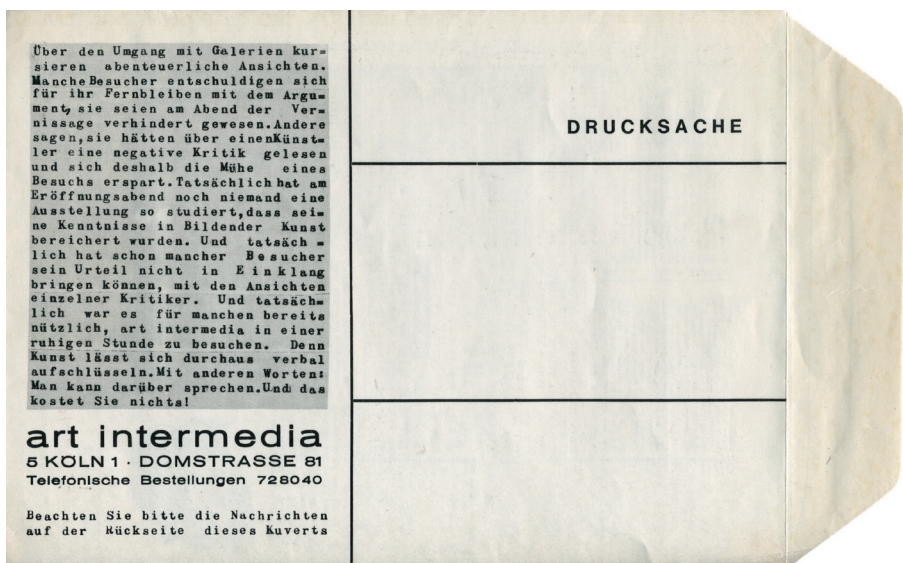 Über den Umgang mit Galerien kur=
sieren abenteuerliche Ansichten.
Manche Besucher entschuldigen sich
für ihr Fernbleiben mit dem Argu=
ment, sie seien am Abend der Ver=
nissage verhindert gewesen.Andere
sagen,sie hätten über einenKünst=
ler eine negative Kritik gelesen
und sich deshalb die Mühe eines
Besuchs erspart.Tatsächlich hat am
Eröffnungsabend noch niemand eine
Ausstellung so studiert,dass sei=
ne Kenntnisse in Bildender Kunst
bereichert wurden. Und tatsäch =
lich hat schon mancher Besucher
sein Urteil nicht in Einklang
bringen können, mit den Ansichten
einzelner Kritiker. Und tatsäch=
lich war es für manchen bereits
nützlich, art intermedia in einer
ruhigen Stunde zu besuchen. Denn
Kunst lässt sich durchaus verbal
aufschlüsseln.Mit anderen Worten:
Man kann darüber sprechen.Und das
kostet Sie nichts!
art intermedia
5 KÖLN 1 · DOMSTRASSE 81
Telefonische Bestellungen 728040
Beachten Sie bitte die Nachrichten
auf der Rückseite dieses Kuverts
DRUCKSACHE